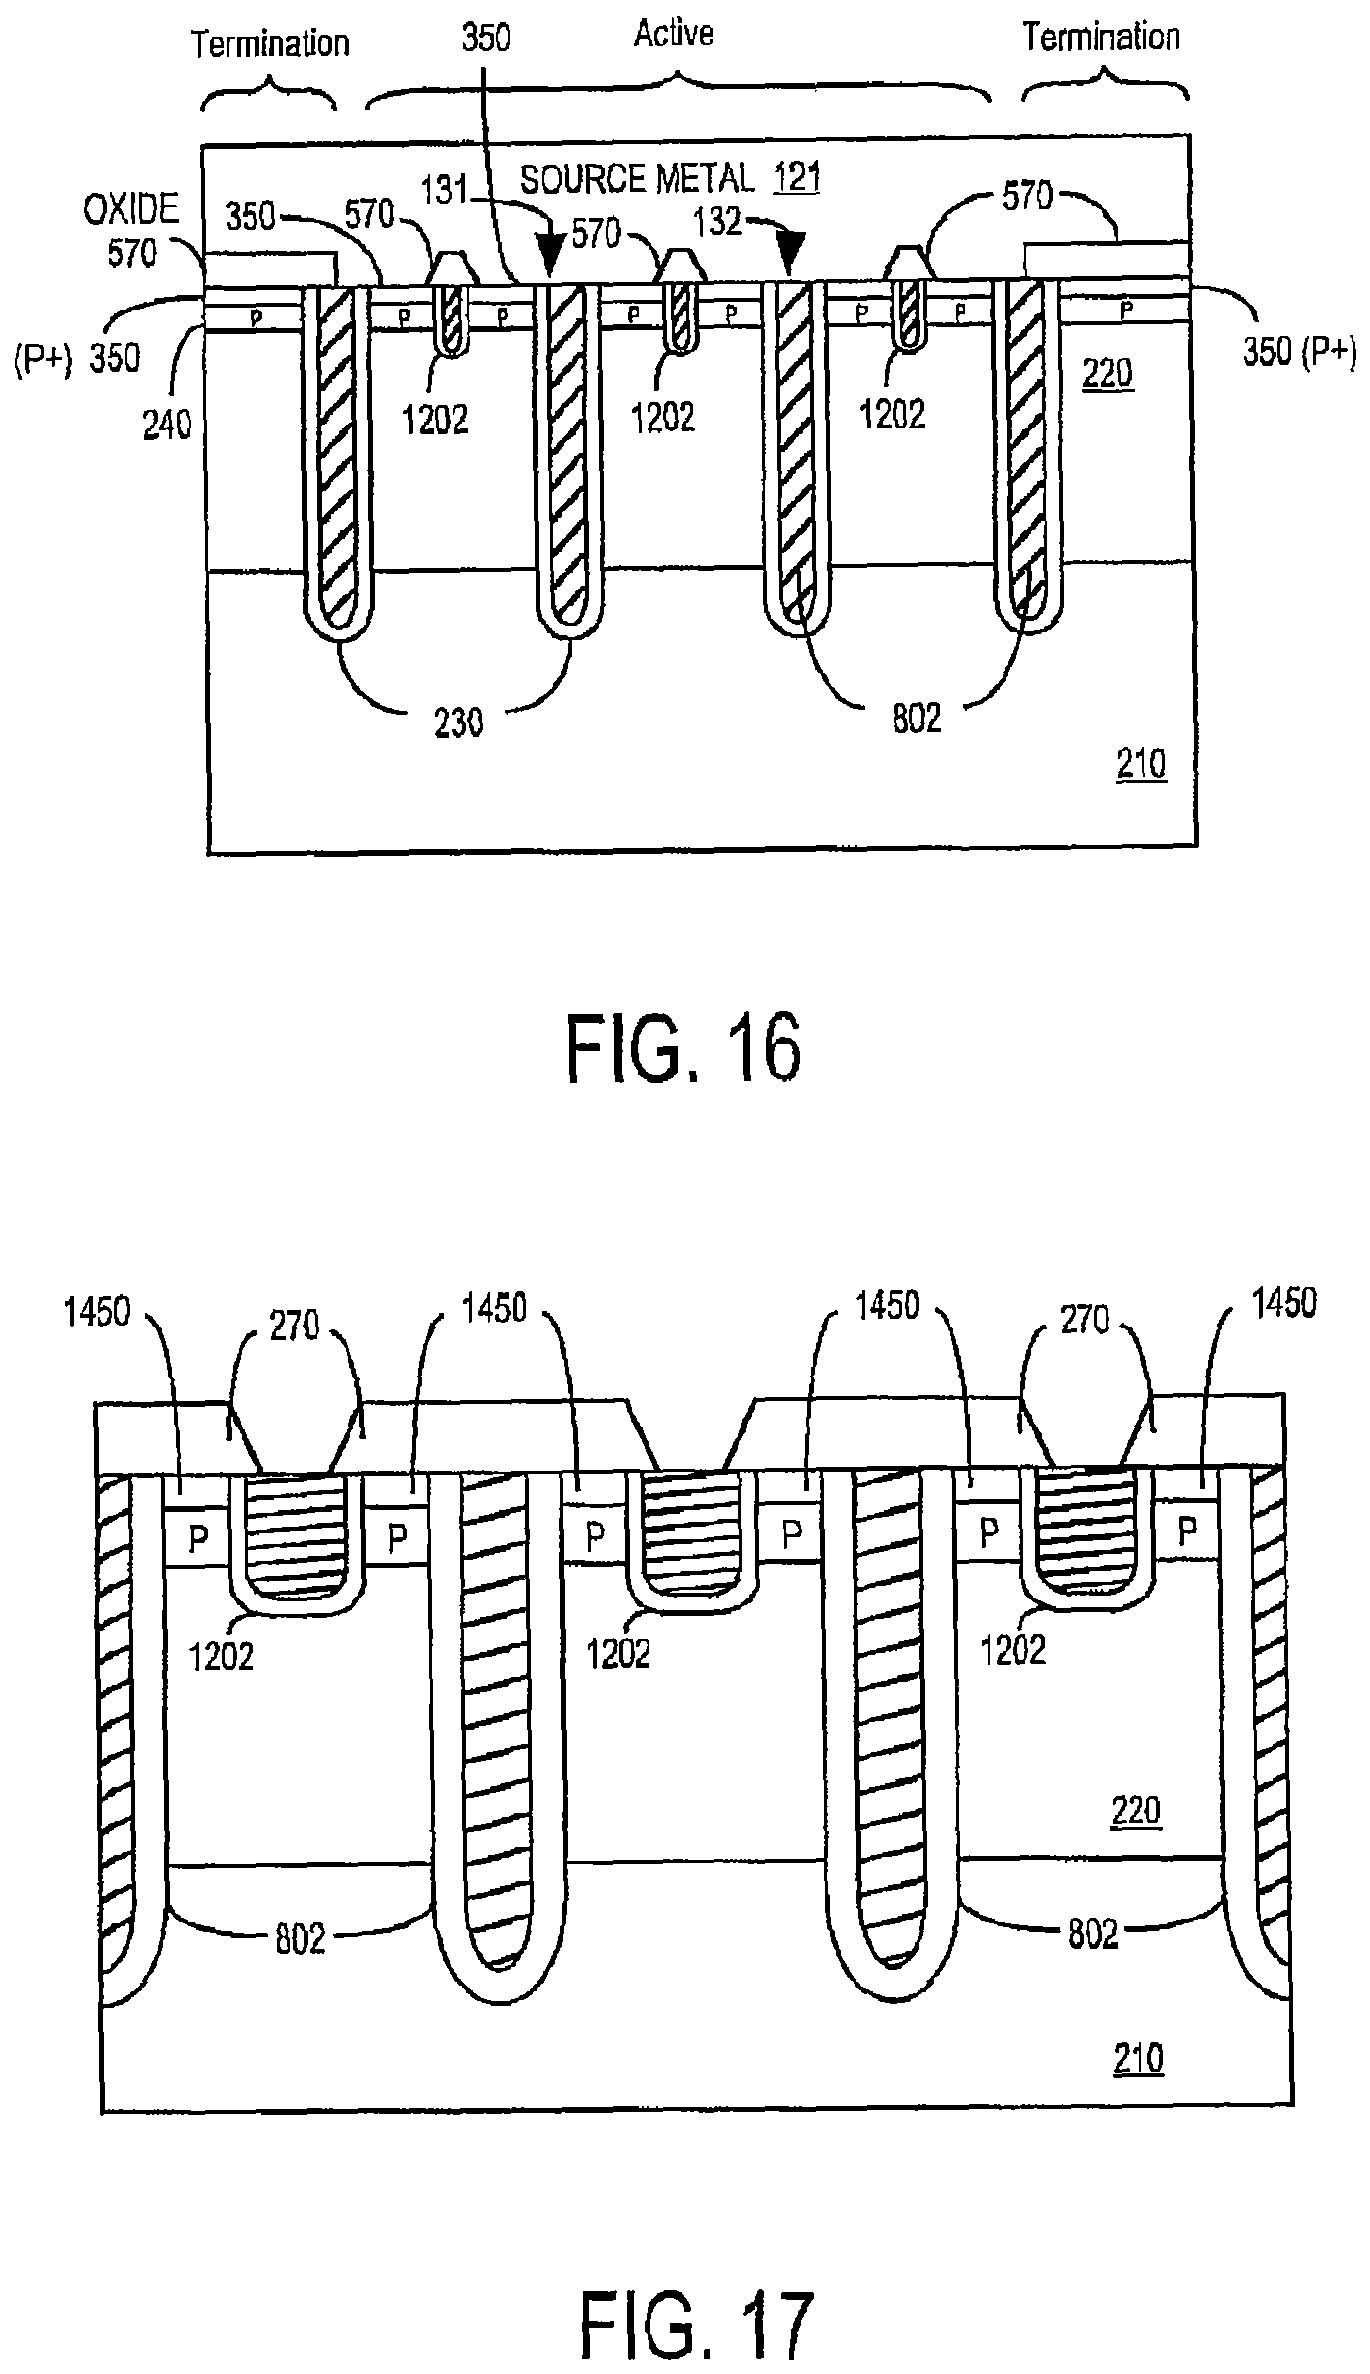 Termination 350 Active Termination
SOURCE METAL 121
131 132 570
OXIDE 350 570 570
570
P P P P P P P P
(P+) 350 350 (P+)
240 1202 1202 1202 220
230 802
210
FIG. 16
1450 270 1450 1450 270 1450
P P P P P P
1202 1202 1202
220
802 802
210
FIG. 17